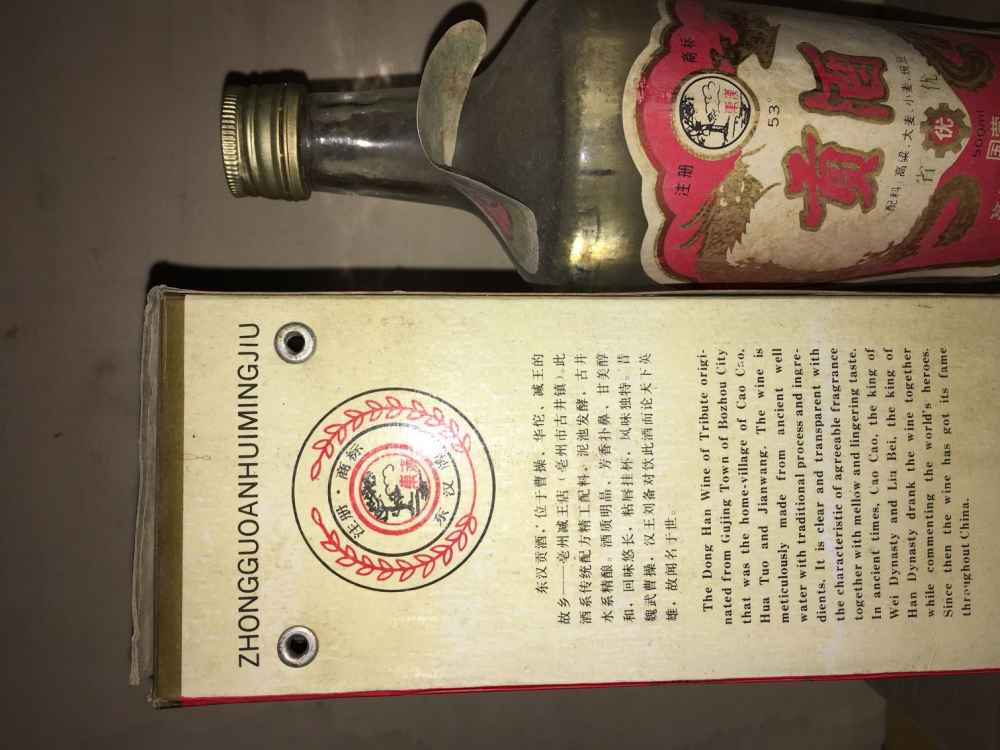 ZHONGGUOANHUIMINGJIU
注册·商标
東漢
东汉
东汉贡酒，位于曹操、华佗、减王的
故乡——亳州减王店（亳州市古井镇）。此
酒系传统配方精工配料。泥池发酵，古井
水系精酿。酒质明晶、芳香扑鼻、甘美醇
和，回味悠长，粘唇挂杯，风味独特。昔
魏武曹操，汉王刘备对饮此酒而论天下英
雄，故闻名于世。
The Dong Han Wine of Tribute origi-
nated from Gujing Town of Bozhou City
that was the home-village of Cao Cao,
Hua Tuo and Jianwang. The wine is
meticulously made from ancient well
water with traditional process and ingre-
dients. It is clear and transparent with
the characteristic of agreeable fragrance
together with mellow and lingering taste.
In ancient times, Cao Cao, the king of
Wei Dynasty and Liu Bei, the king of
Han Dynasty drank the wine together
while commenting the world's heroes.
Since then the wine has got its fame
throughout China.
注册
商标
東漢
53°
贡酒
配料：高粱、大麦、小麦、豌豆
省优
优
500ml